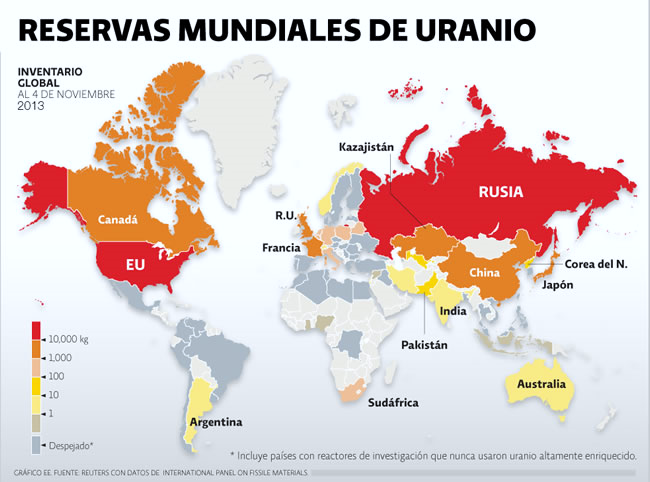 RESERVAS MUNDIALES DE URANIO
INVENTARIO
GLOBAL
AL 4 DE NOVIEMBRE
2013
Kazajistán
RUSIA
Canadá
R.U.
Francia
EU
China
Corea del N.
Japón
India
Pakistán
10,000 kg
1,000
100
10
1
Despejado*
Australia
Argentina
Sudáfrica
* Incluye países con reactores de investigación que nunca usaron uranio altamente enriquecido.
GRÁFICO EE. FUENTE: REUTERS CON DATOS DE INTERNATIONAL PANEL ON FISSILE MATERIALS